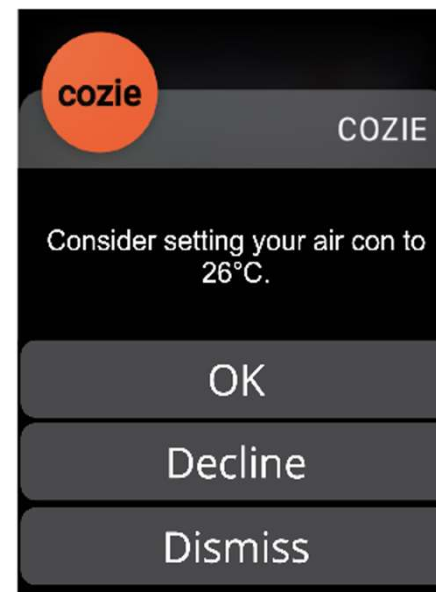 cozie
COZIE
Consider setting your air con to
26°C.
OK
Decline
Dismiss